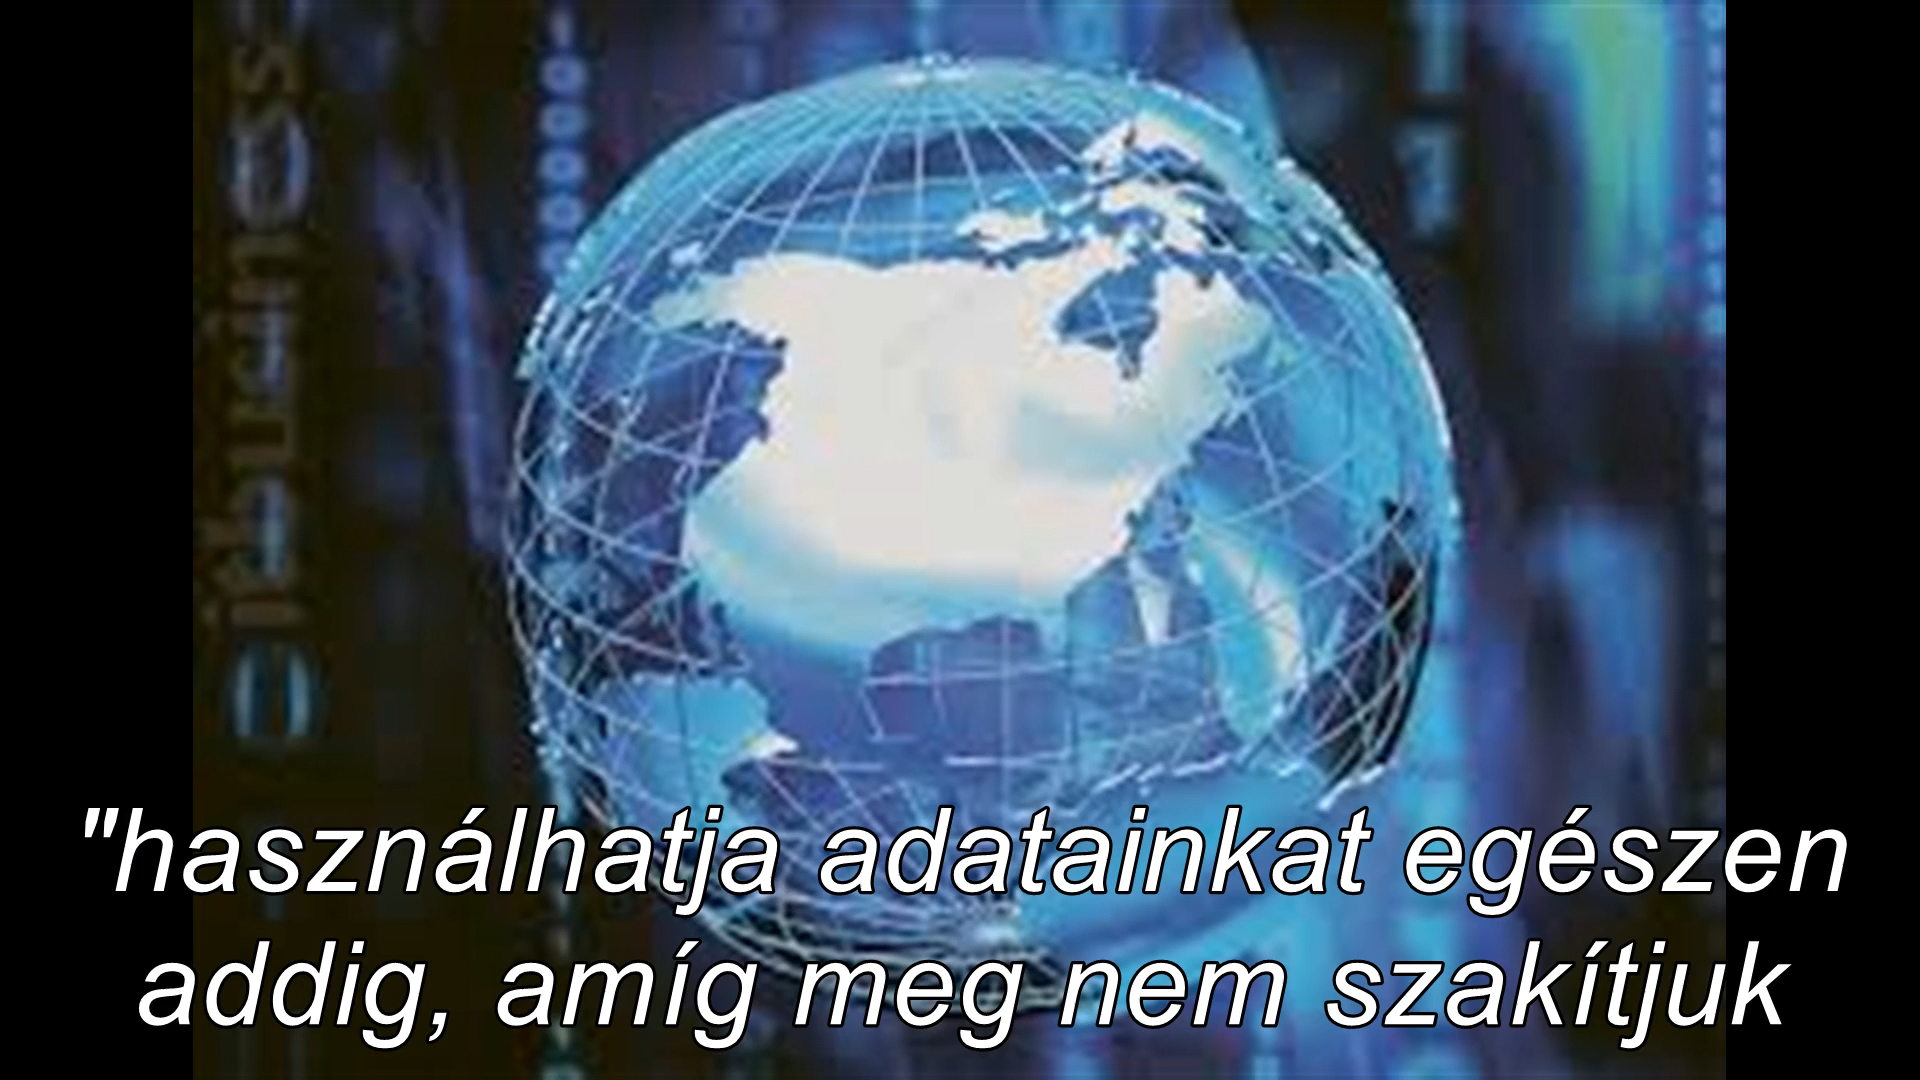 "használhatja adatainkat egészen
addig, amíg meg nem szakítjuk